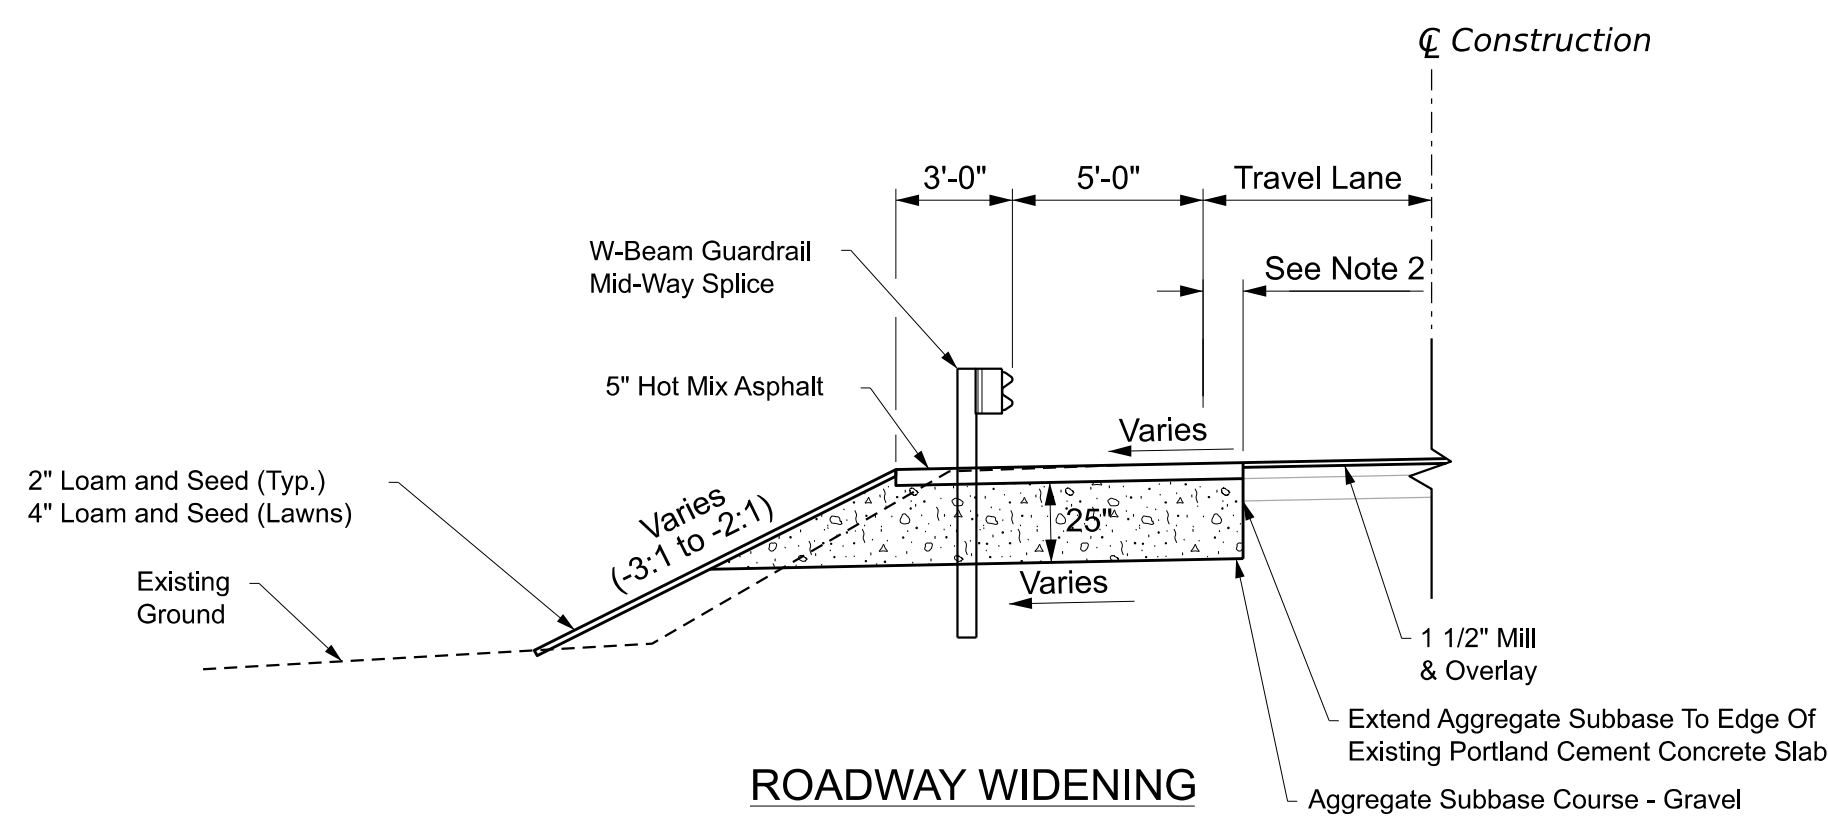 ℄ Construction
3'-0"
5'-0"
Travel Lane
W-Beam Guardrail
Mid-Way Splice
See Note 2
5" Hot Mix Asphalt
Varies
2" Loam and Seed (Typ.)
4" Loam and Seed (Lawns)
Varies
(-3:1 to -2:1)
25"
Existing
Ground
Varies
1 1/2" Mill
& Overlay
Extend Aggregate Subbase To Edge Of
Existing Portland Cement Concrete Slab
ROADWAY WIDENING
Aggregate Subbase Course - Gravel